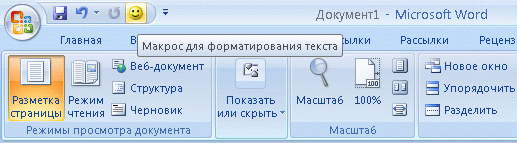 Документ1 - Microsoft Word
Главная В
Макрос для форматирования текста
ссылки Рассылки Реценз
Разметка страницы
Режим чтения
Веб-документ
Структура
Черновик
Режимы просмотра документа
Показать или скрыть
Масштаб
100%
Масштаб
Новое окно
Упорядочить
Разделить